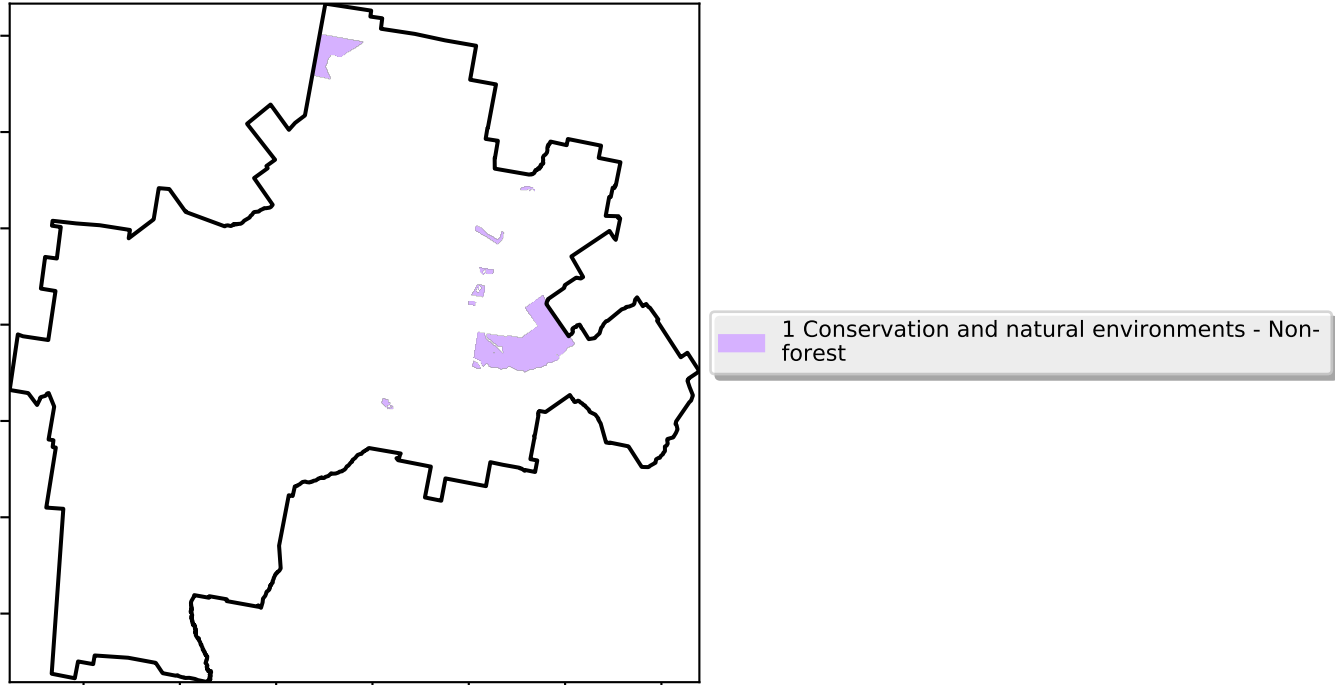 1 Conservation and natural environments - Non-
forest